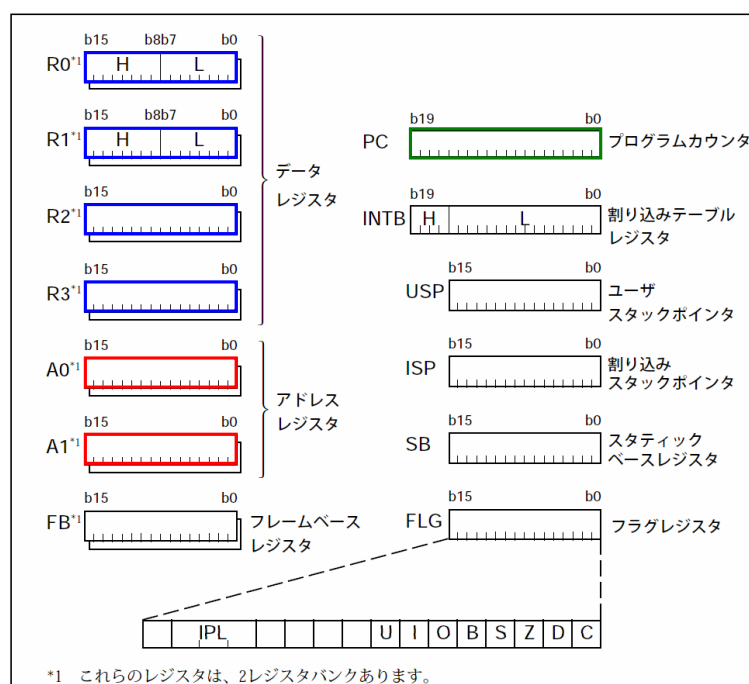 b15 b8b7 b0
R0*1 H L
b15 b8b7 b0
R1*1 H L
b15 b0
R2*1
b15 b0
R3*1
データ
レジスタ
b15 b0
A0*1
b15 b0
A1*1
アドレス
レジスタ
b15 b0
FB*1 フレームベース
レジスタ
b19 b0
PC プログラムカウンタ
b19 b0
INTB H L 割り込みテーブル
レジスタ
b15 b0
USP ユーザ
スタックポインタ
b15 b0
ISP 割り込み
スタックポインタ
b15 b0
SB スタティック
ベースレジスタ
b15 b0
FLG フラグレジスタ
IPL U I O B S Z D C
*1 これらのレジスタは、2レジスタバンクあります。